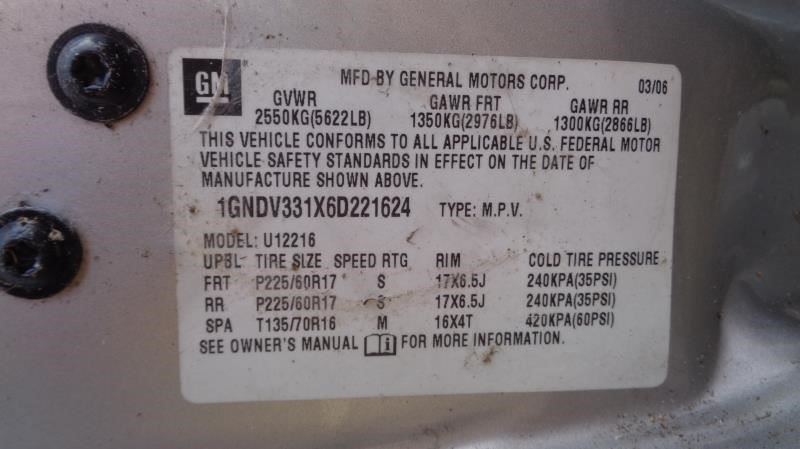 GM MFD BY GENERAL MOTORS CORP. 03/06
GVWR GAWR FRT GAWR RR
2550KG(5622LB) 1350KG(2976LB) 1300KG(2866LB)
THIS VEHICLE CONFORMS TO ALL APPLICABLE U.S. FEDERAL MOTOR
VEHICLE SAFETY STANDARDS IN EFFECT ON THE DATE OF
MANUFACTURE SHOWN ABOVE.
1GNDV331X6D221624 TYPE: M.P.V.
MODEL: U12216
UPBL TIRE SIZE SPEED RTG RIM COLD TIRE PRESSURE
FRT P225/60R17 S 17X6.5J 240KPA(35PSI)
RR P225/60R17 S 17X6.5J 240KPA(35PSI)
SPA T135/70R16 M 16X4T 420KPA(60PSI)
SEE OWNER'S MANUAL FOR MORE INFORMATION.